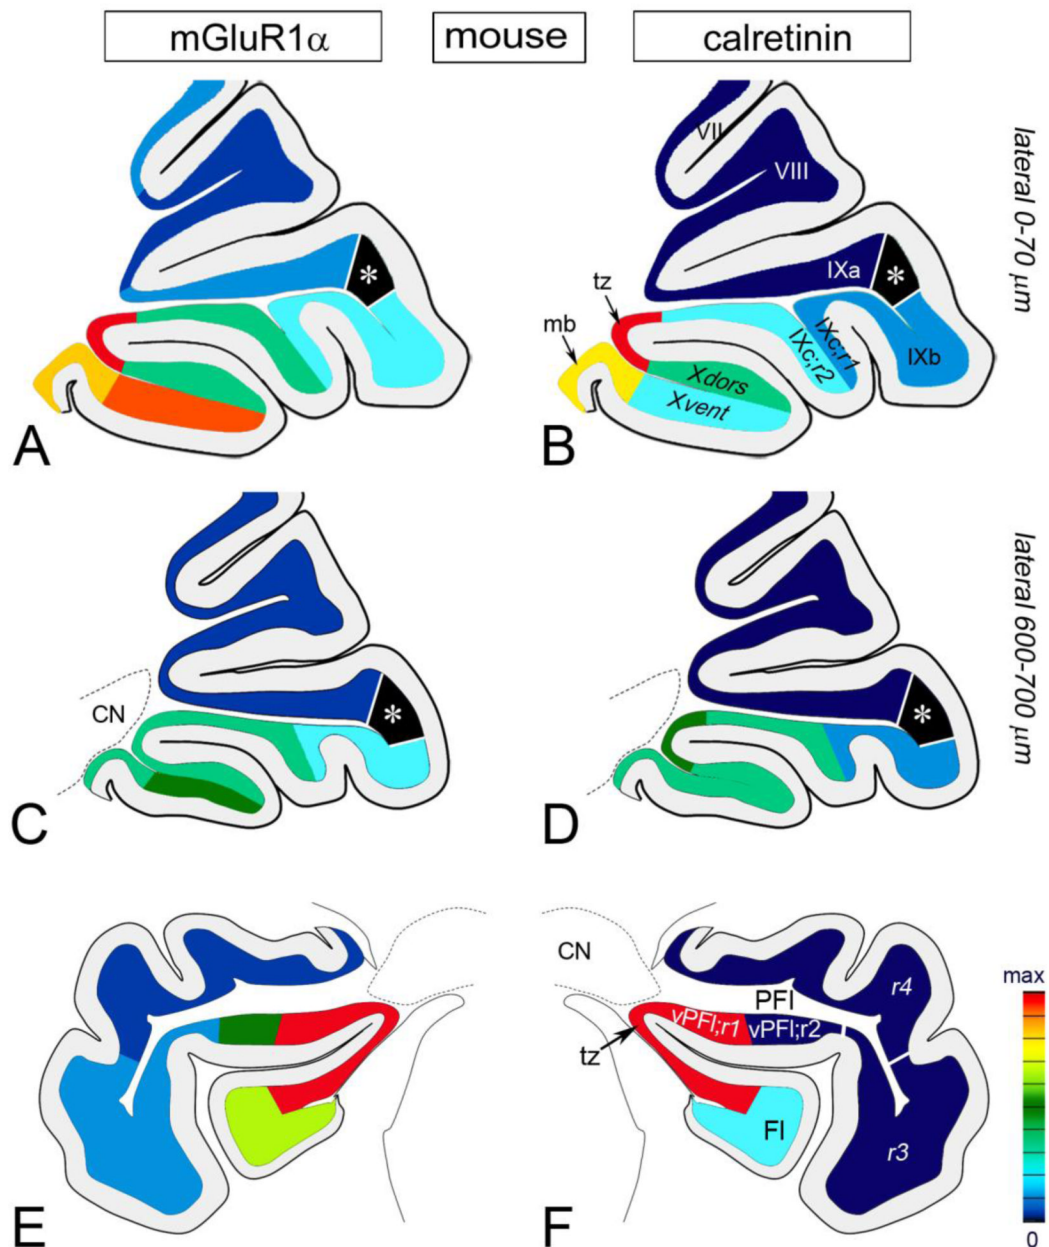 mGluR1α mouse calretinin
VII
VIII
* IXa *
tz
mb
IXc;r1
IXc;r2
IXb
Xdors
Xvent
A B
lateral 0-70 μm
CN * *
C D
lateral 600-700 μm
CN
PFl r4
vPFl;r1 vPFl;r2
tz
Fl
r3
E F
max
0